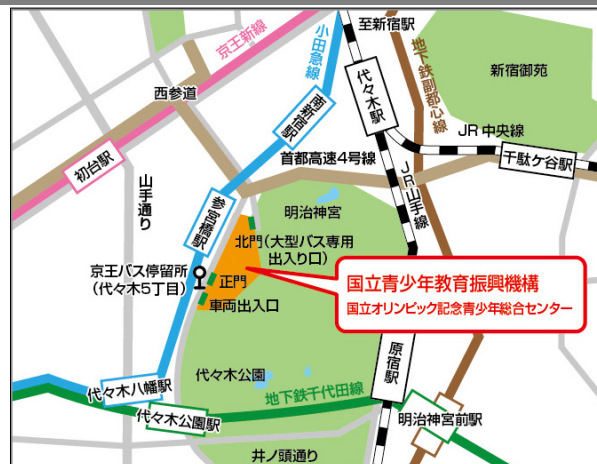 至新宿駅
京王新線
小田急線
地下鉄副都心線
新宿御苑
西参道
南新宿駅
代々木駅
JR中央線
千駄ケ谷駅
初台駅
首都高速4号線
JR山手線
山手通り
参宮橋駅
明治神宮
北門(大型バス専用
出入り口)
京王バス停留所
(代々木5丁目)
正門
車両出入口
国立青少年教育振興機構
国立オリンピック記念青少年総合センター
原宿駅
代々木公園
代々木八幡駅
地下鉄千代田線
代々木公園駅
明治神宮前駅
井ノ頭通り